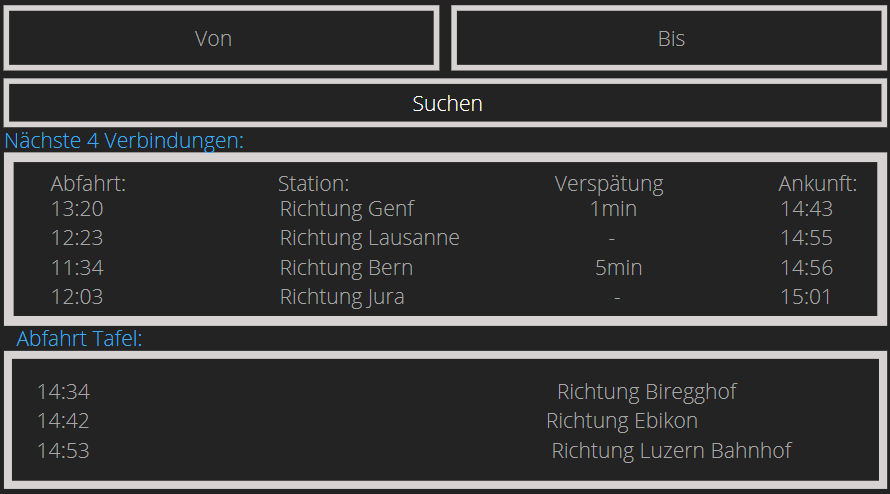 Von Bis
Suchen
Nächste 4 Verbindungen:
Abfahrt: Station: Verspätung Ankunft:
13:20 Richtung Genf 1min 14:43
12:23 Richtung Lausanne - 14:55
11:34 Richtung Bern 5min 14:56
12:03 Richtung Jura - 15:01
Abfahrt Tafel:
14:34 Richtung Biregghof
14:42 Richtung Ebikon
14:53 Richtung Luzern Bahnhof